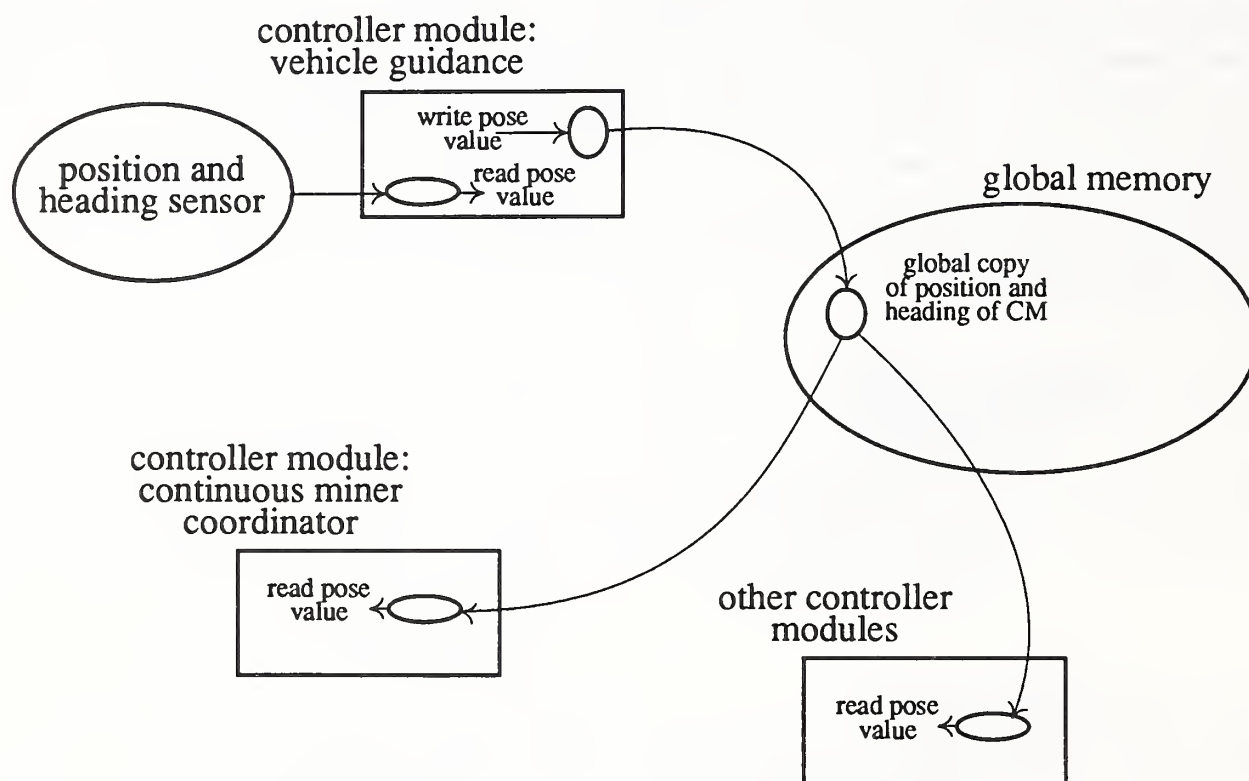 controller module:
vehicle guidance
position and
heading sensor
write pose
value
read pose
value
global memory
global copy
of position and
heading of CM
controller module:
continuous miner
coordinator
read pose
value
other controller
modules
read pose
value